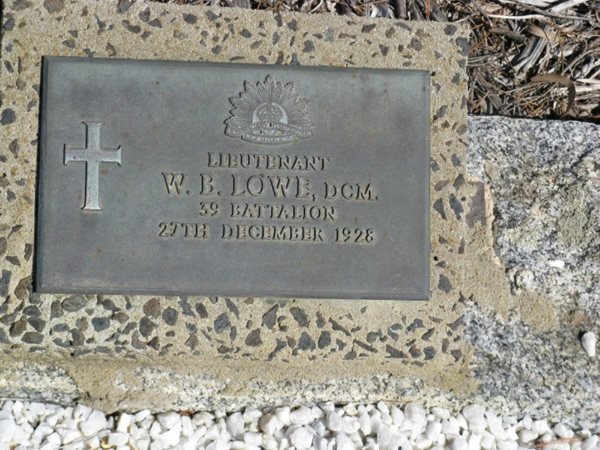 LIEUTENANT
W. B. LOWE, DCM.
39 BATTALION
27TH DECEMBER 1928